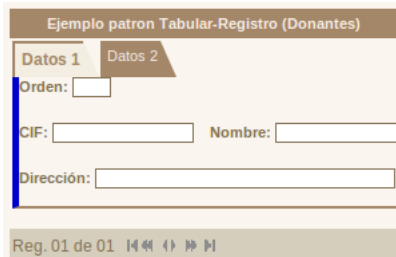 Ejemplo patron Tabular-Registro (Donantes)
Datos 1 Datos 2
Orden:
CIF: Nombre:
Dirección:
Reg. 01 de 01